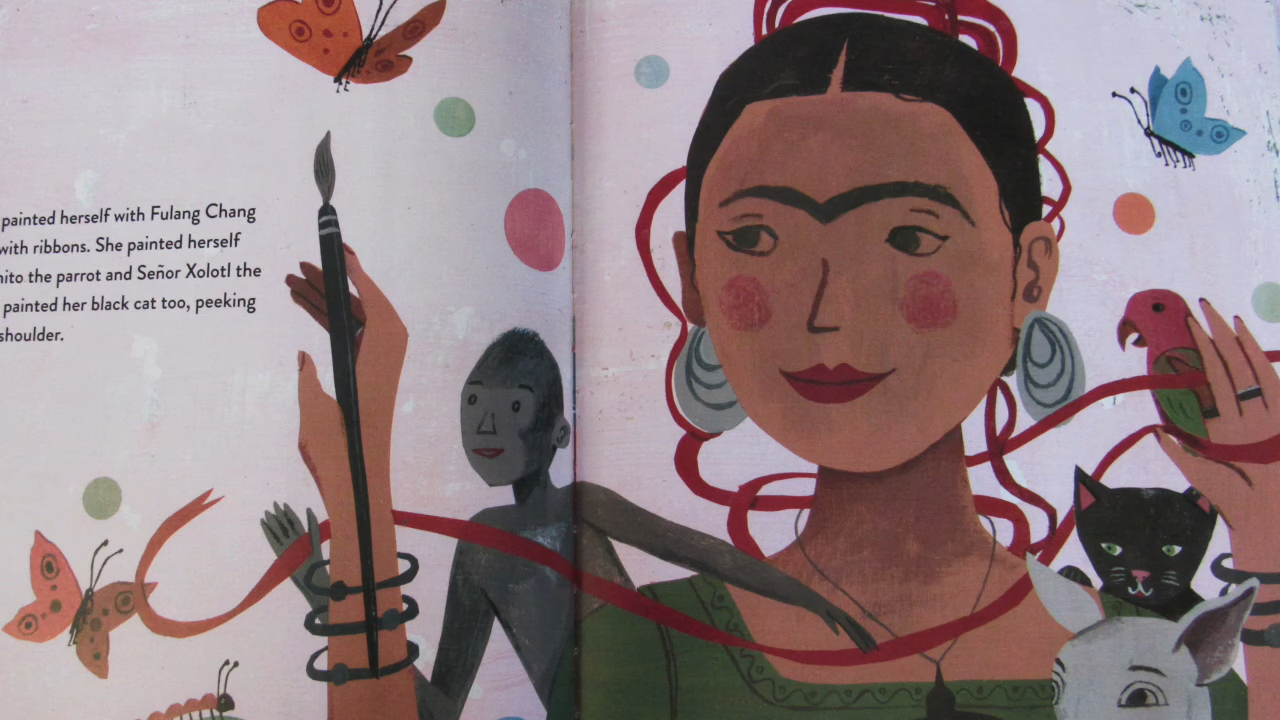 painted herself with Fulang Chang
with ribbons. She painted herself
nito the parrot and Señor Xolotl the
painted her black cat too, peeking
shoulder.